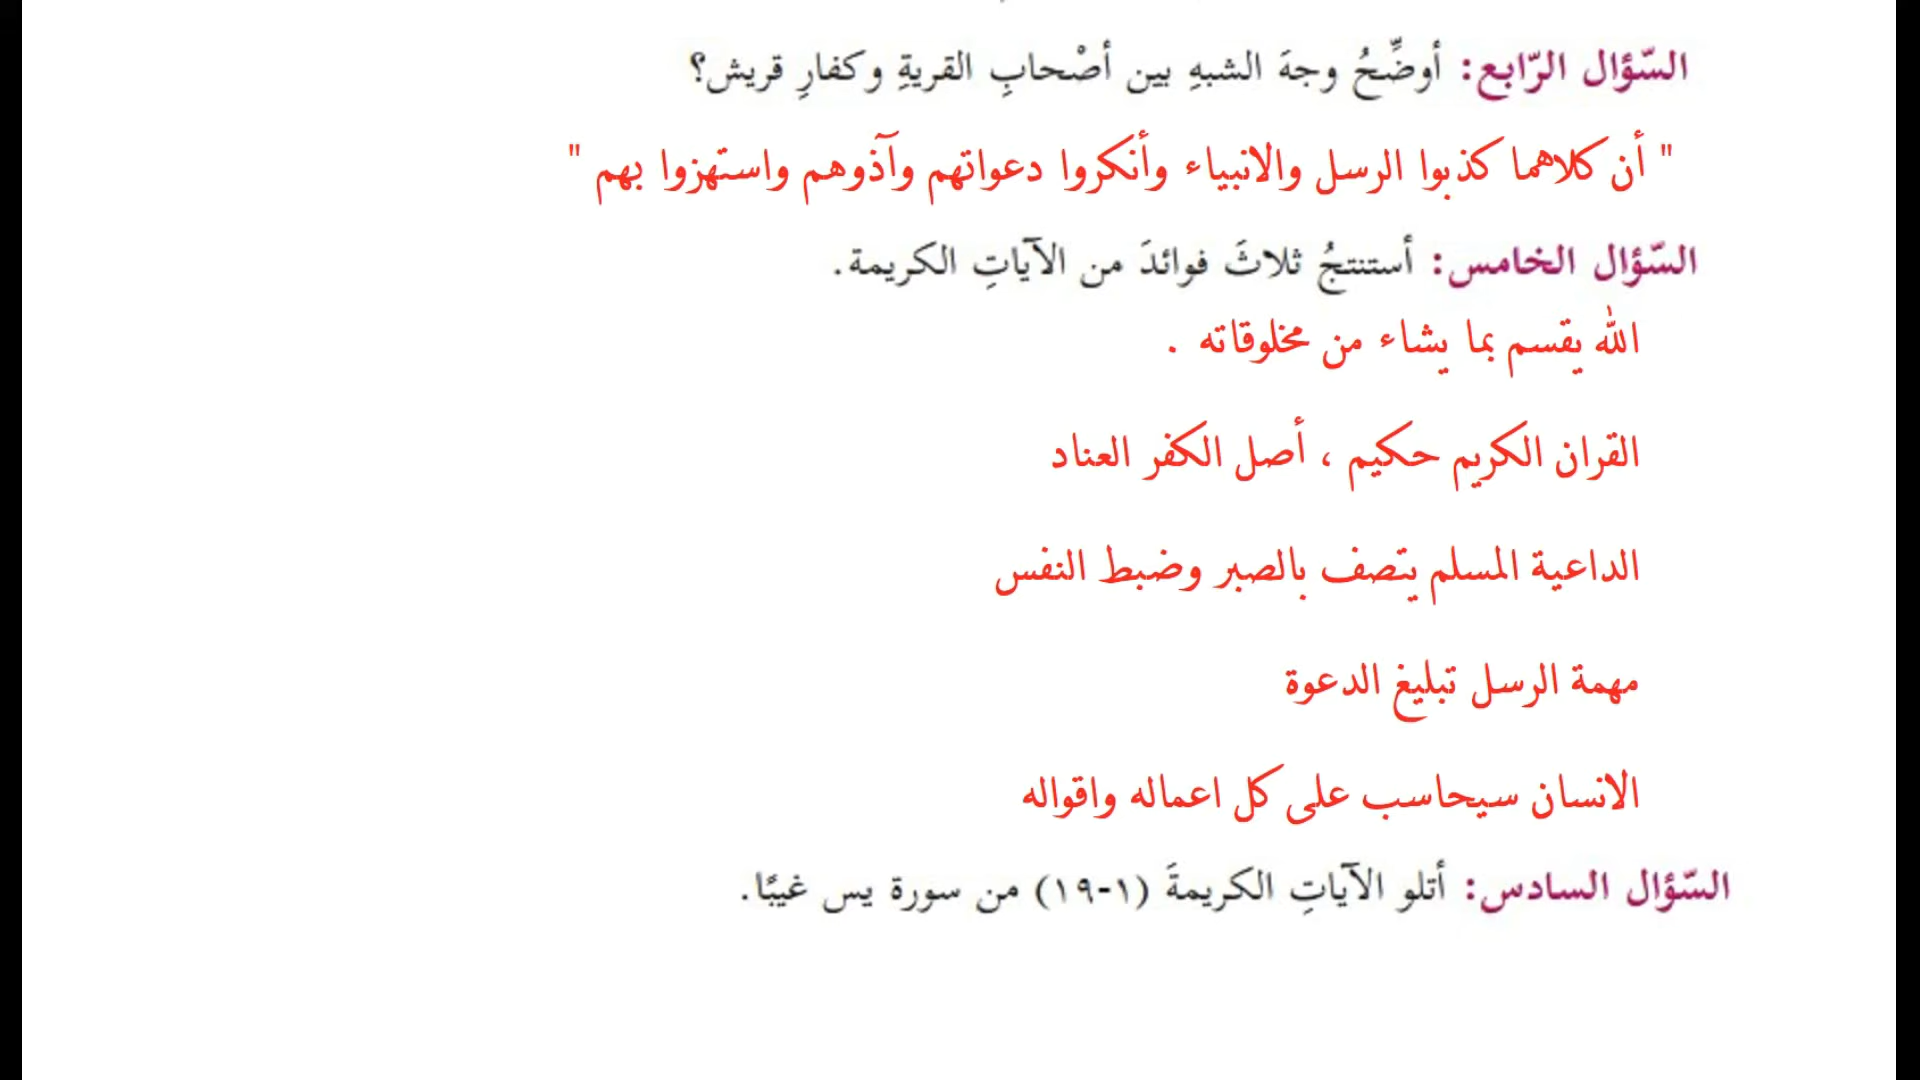 السّؤال الرّابع: أوضِّحُ وجهَ الشبهِ بين أصْحابِ القريةِ وكفارِ قريش؟
" أن كلاهما كذبوا الرسل والانبياء وأنكروا دعواتهم وآذوهم واستهزوا بهم "
السّؤال الخامس: أستنتجُ ثلاثَ فوائدَ من الآياتِ الكريمة.
الله يقسم بما يشاء من مخلوقاته .
القران الكريم حكيم ، أصل الكفر العناد
الداعية المسلم يتصف بالصبر وضبط النفس
مهمة الرسل تبليغ الدعوة
الانسان سيحاسب على كل اعماله واقواله
السّؤال السادس: أتلو الآياتِ الكريمةَ (١-١٩) من سورة يس غيبًا.